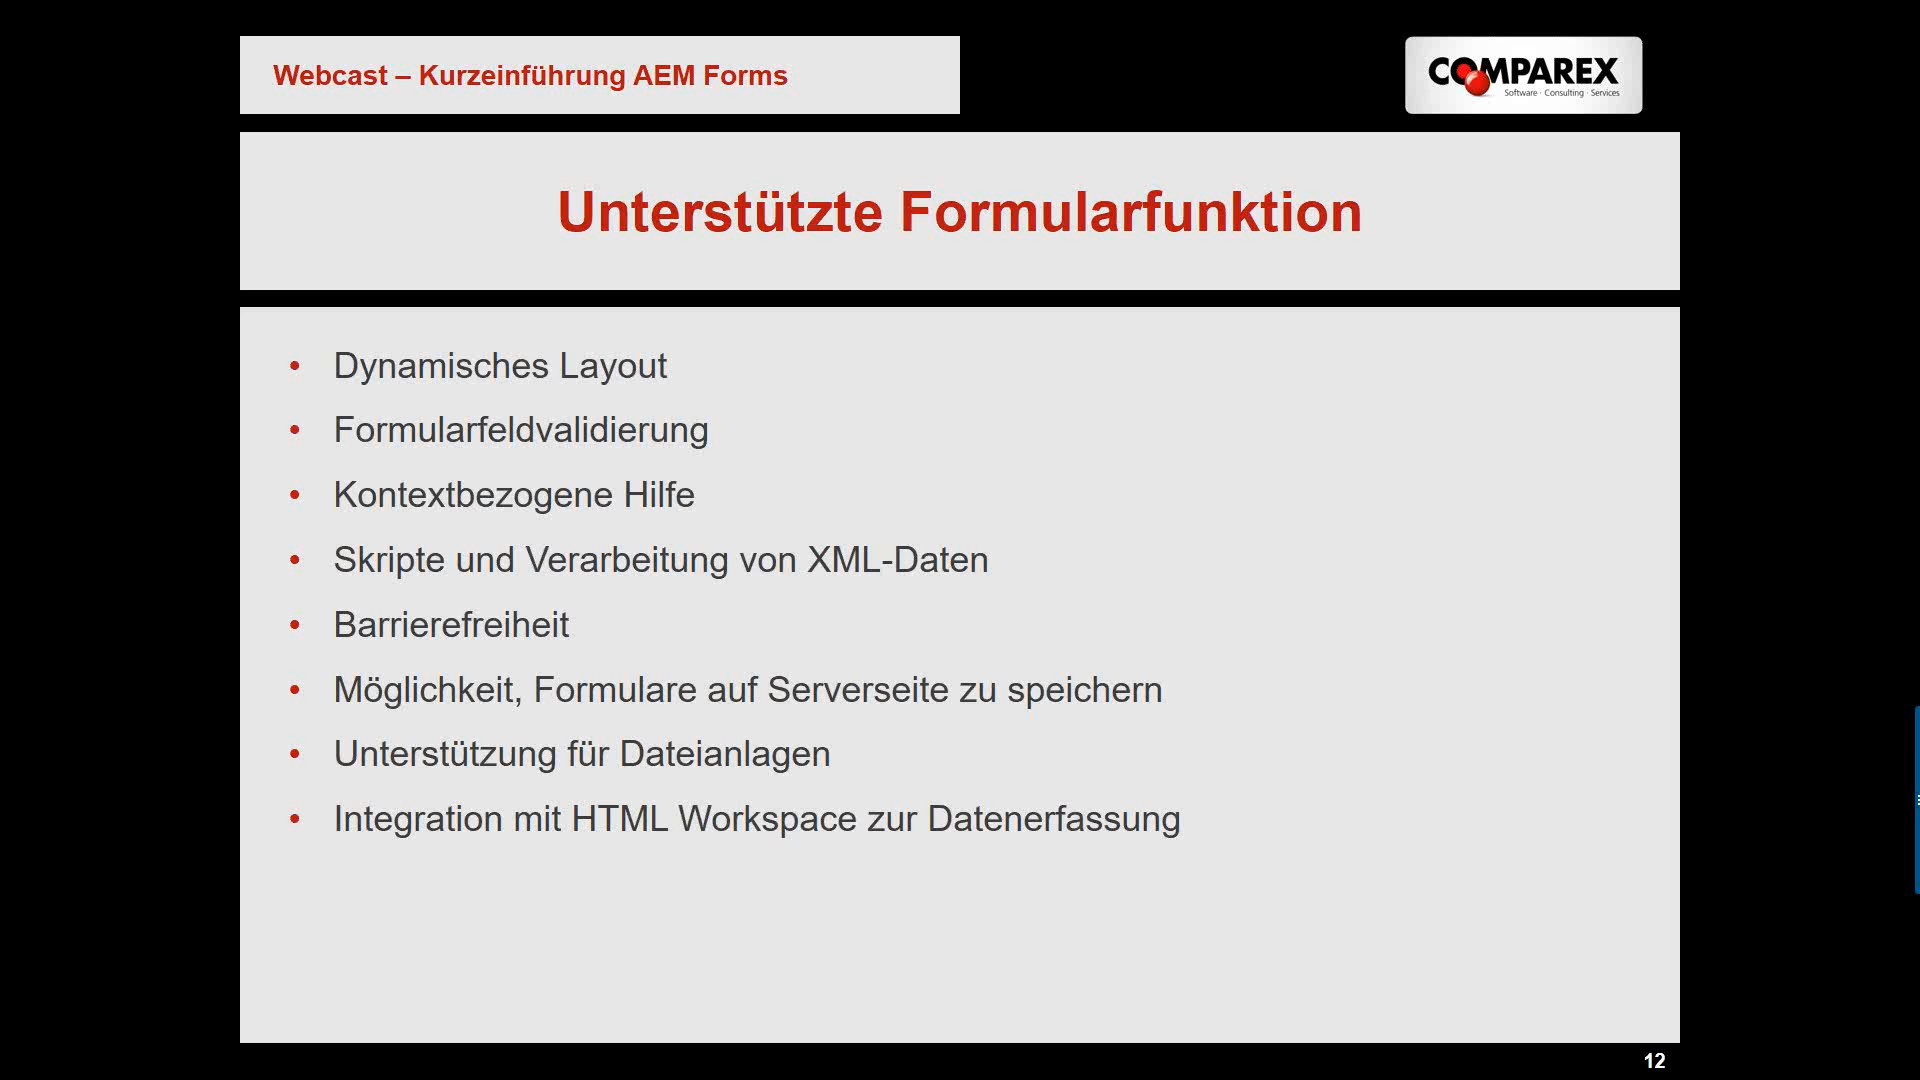 Webcast – Kurzeinführung AEM Forms
COMPAREX
Software · Consulting · Services
Unterstützte Formularfunktion
• Dynamisches Layout
• Formularfeldvalidierung
• Kontextbezogene Hilfe
• Skripte und Verarbeitung von XML-Daten
• Barrierefreiheit
• Möglichkeit, Formulare auf Serverseite zu speichern
• Unterstützung für Dateianlagen
• Integration mit HTML Workspace zur Datenerfassung
12